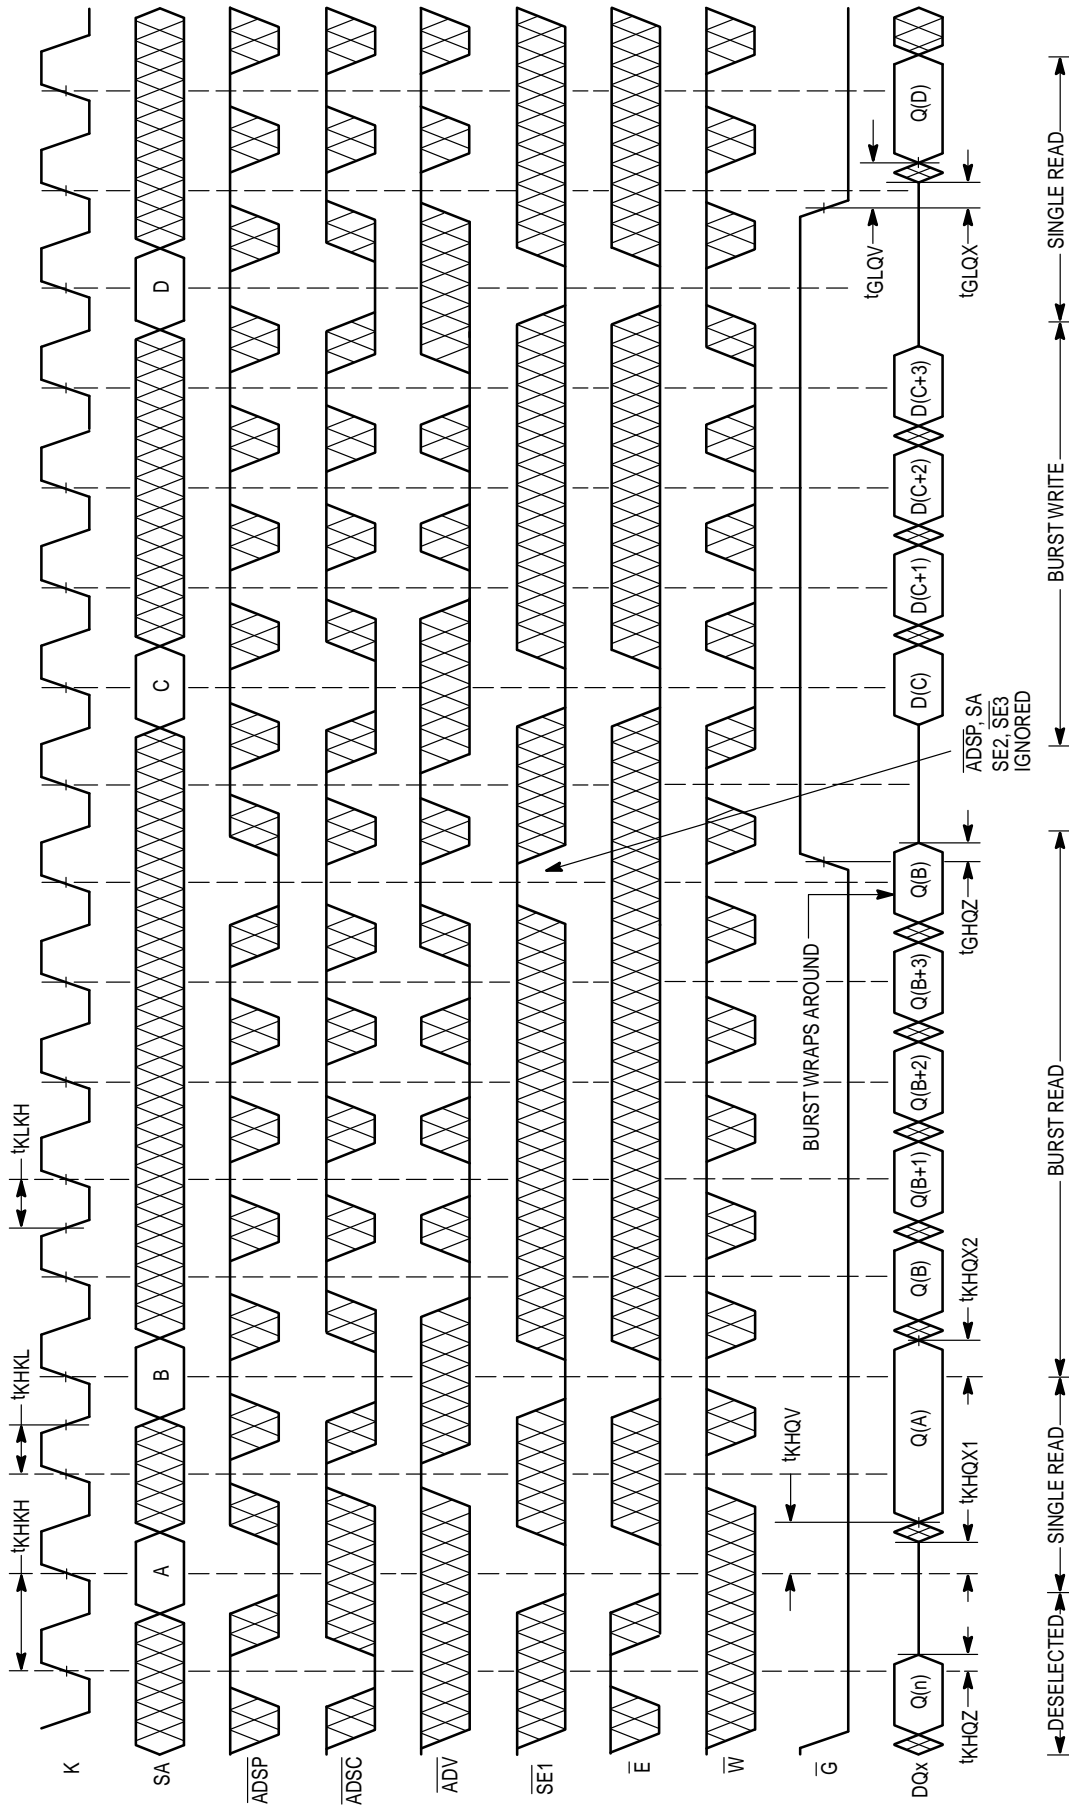 K
tKHKH
tKHKL
tKLKH
SA
A
B
C
D
ADSP
ADSC
ADV
SE1
E
W
G
tKHQV
BURST WRAPS AROUND
tGLQV
DQx
Q(n)
Q(A)
Q(B)
Q(B+1)
Q(B+2)
Q(B+3)
Q(B)
D(C)
D(C+1)
D(C+2)
D(C+3)
Q(D)
tKHQZ
tKHQX1
tKHQX2
tGHQZ
ADSP, SA
SE2, SE3
IGNORED
tGLQX
DESELECTED
SINGLE READ
BURST READ
BURST WRITE
SINGLE READ